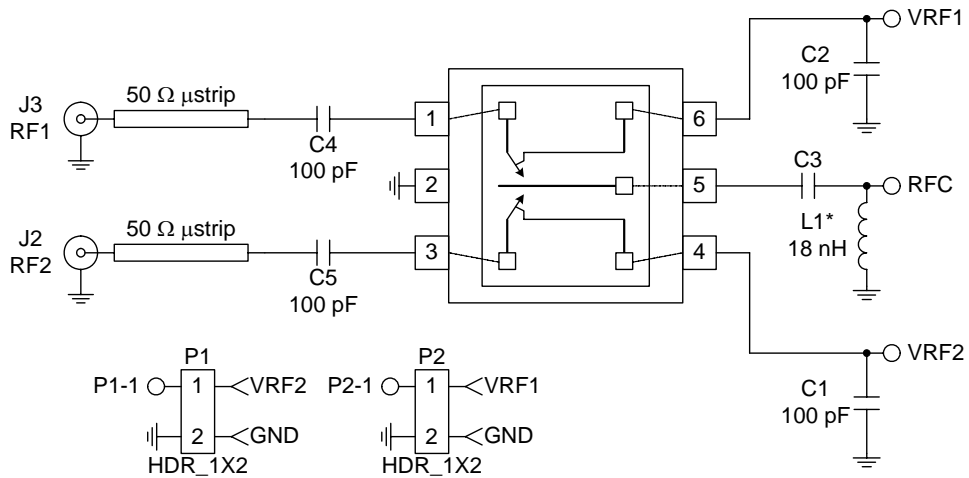 VRF1
C2
100 pF
J3
RF1
50 Ω μstrip
C4
100 pF
1
6
2
5
C3
RFC
L1*
18 nH
J2
RF2
50 Ω μstrip
C5
100 pF
3
4
VRF2
C1
100 pF
P1
P1-1
1
VRF2
2
GND
HDR_1X2
P2
P2-1
1
VRF1
2
GND
HDR_1X2